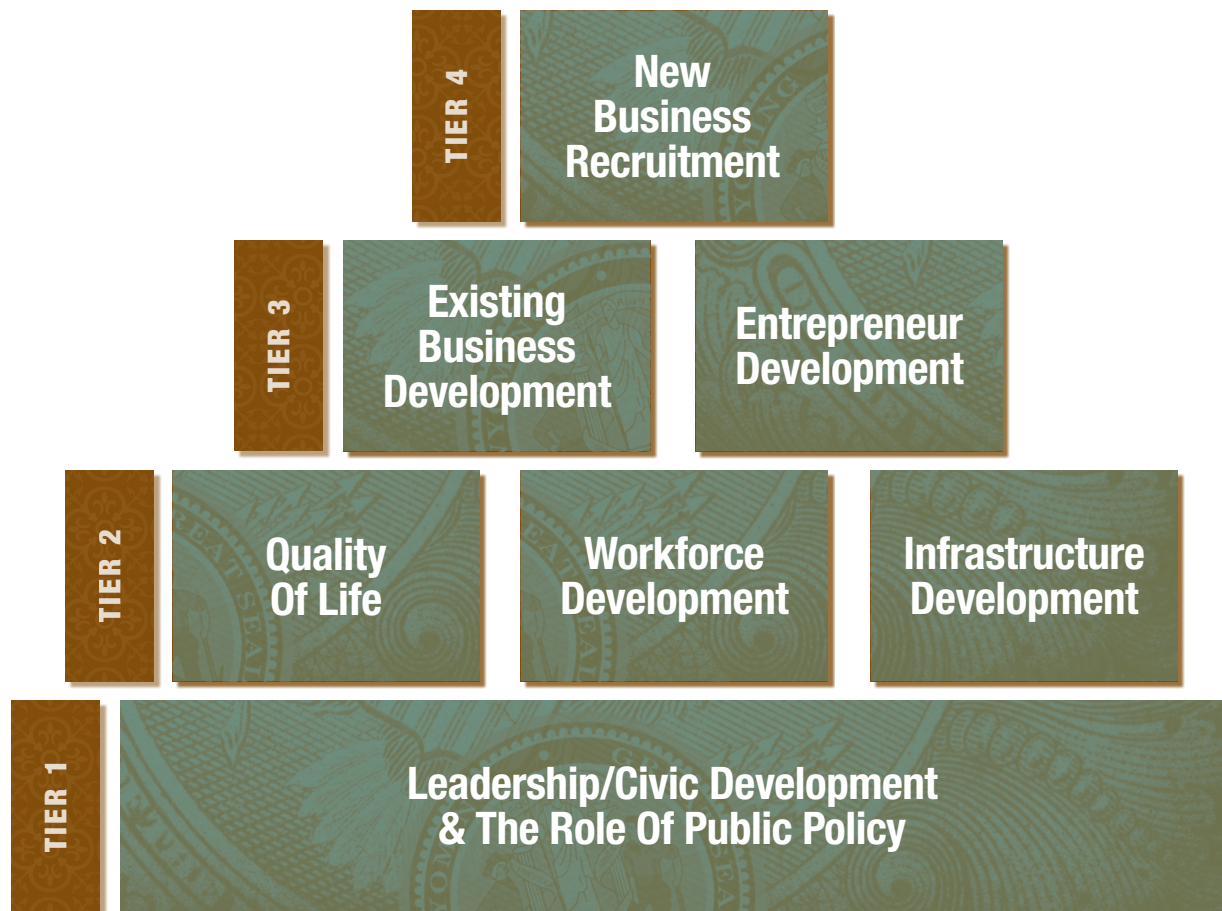 TIER 4
New
Business
Recruitment
TIER 3
Existing
Business
Development
Entrepreneur
Development
TIER 2
Quality
Of Life
Workforce
Development
Infrastructure
Development
TIER 1
Leadership/Civic Development
& The Role Of Public Policy